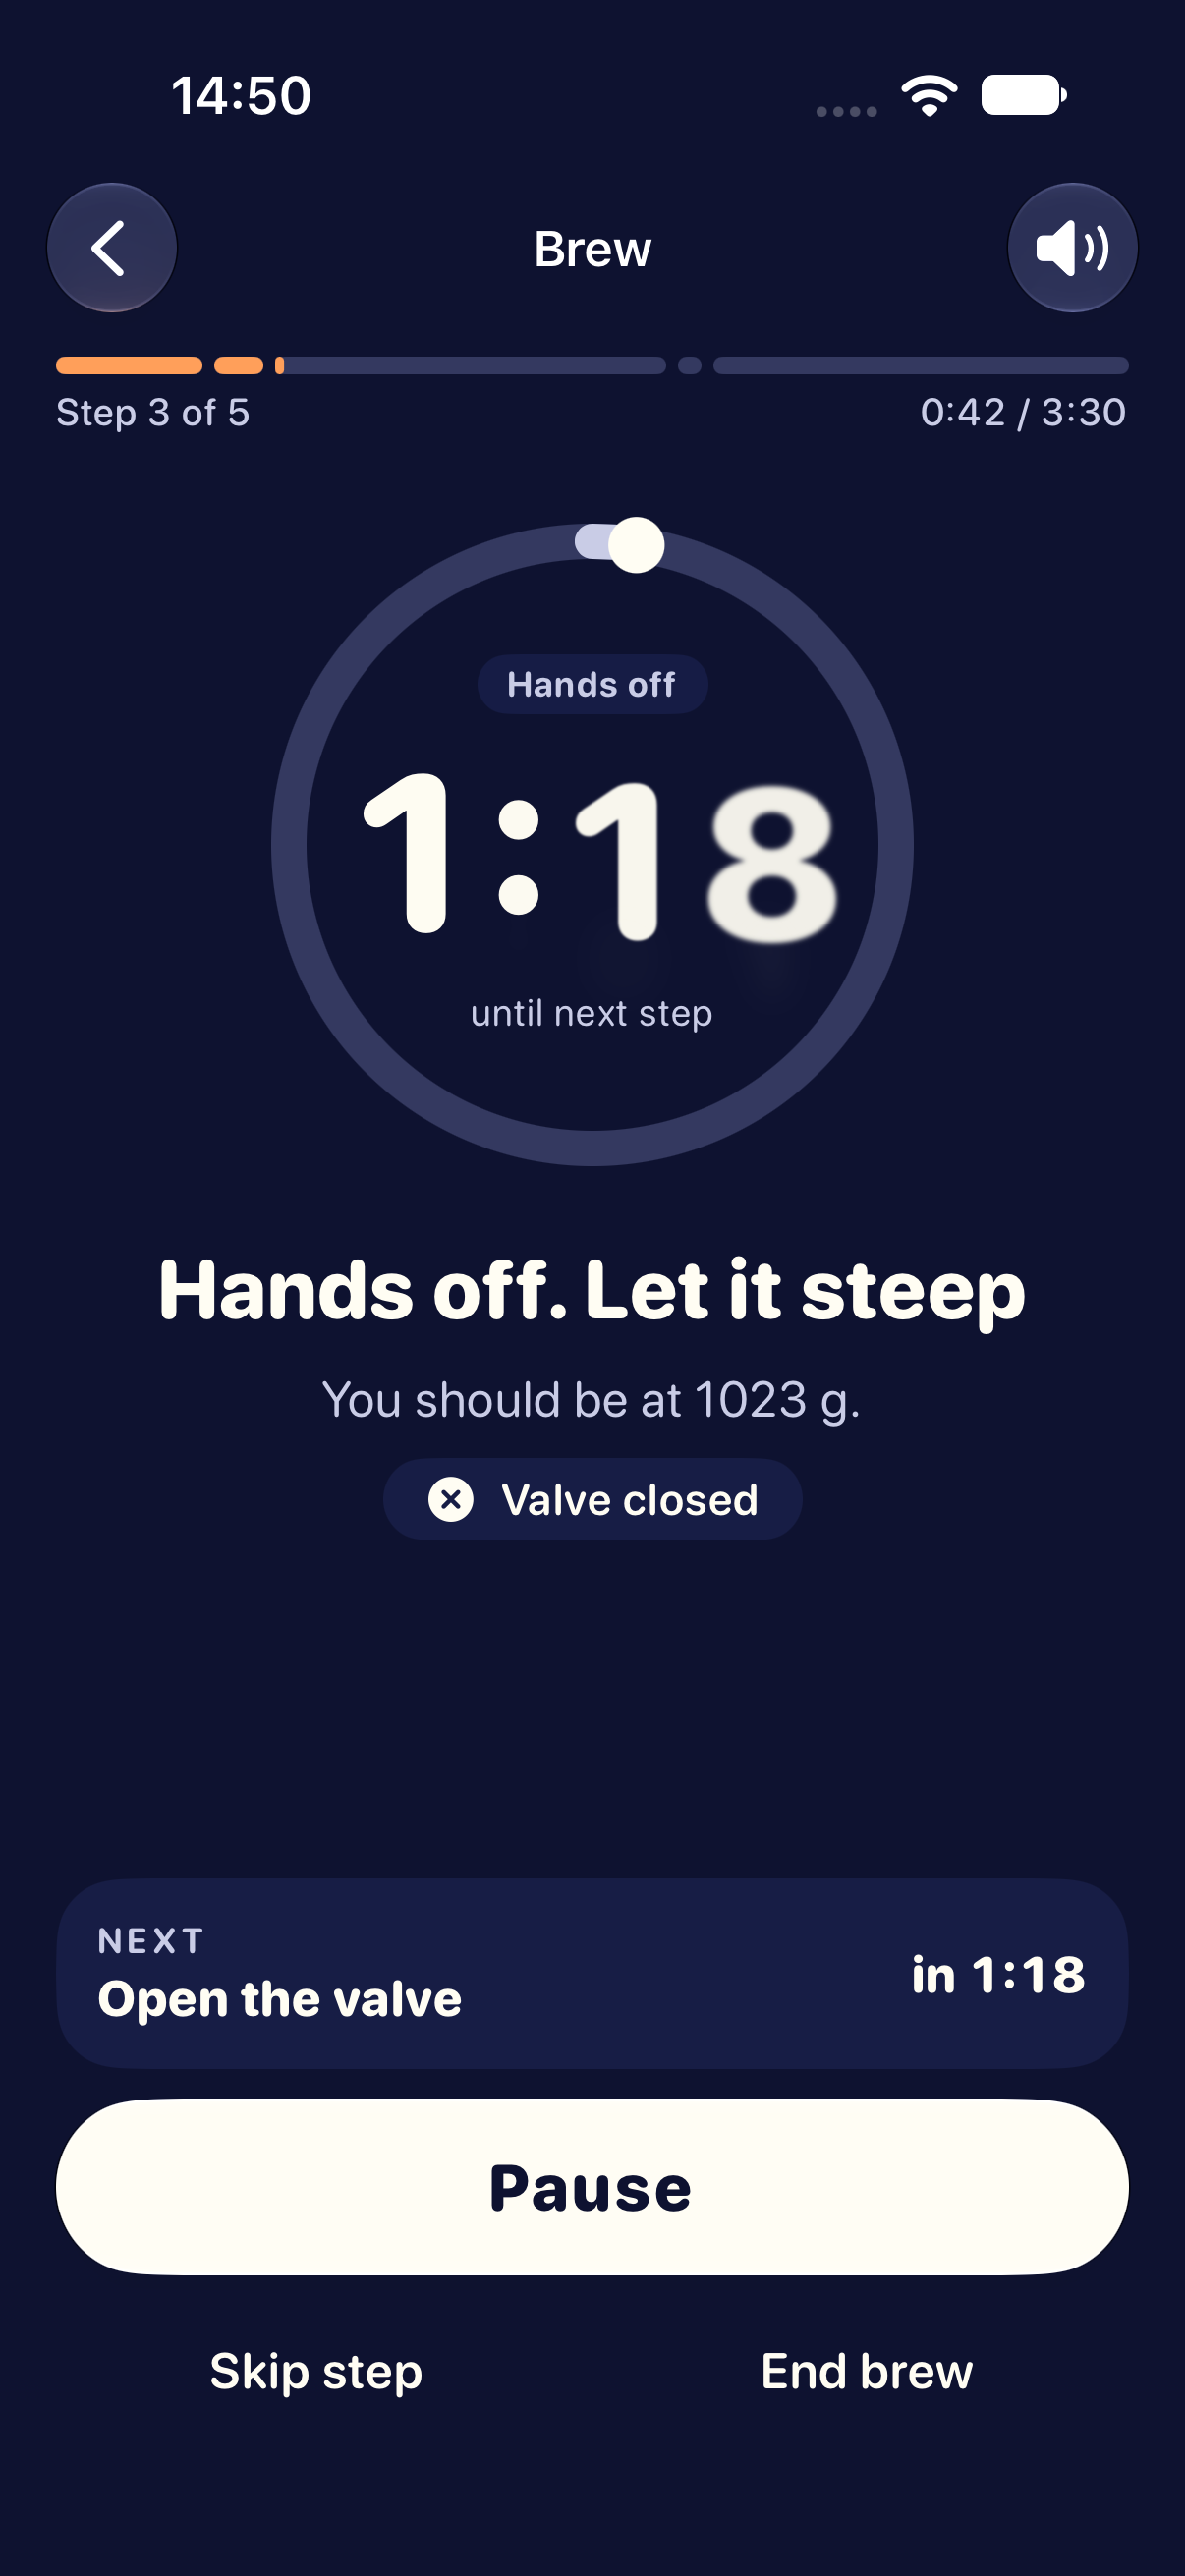 14:50
Brew
Step 3 of 5
0:42 / 3:30
Hands off
1:18
until next step
Hands off. Let it steep
You should be at 1023 g.
Valve closed
NEXT
Open the valve
in 1:18
Pause
Skip step
End brew